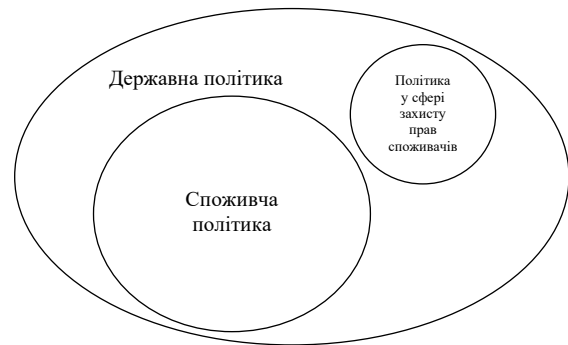 Державна політика
Політика
у сфері
захисту
прав
споживачів
Споживча
політика